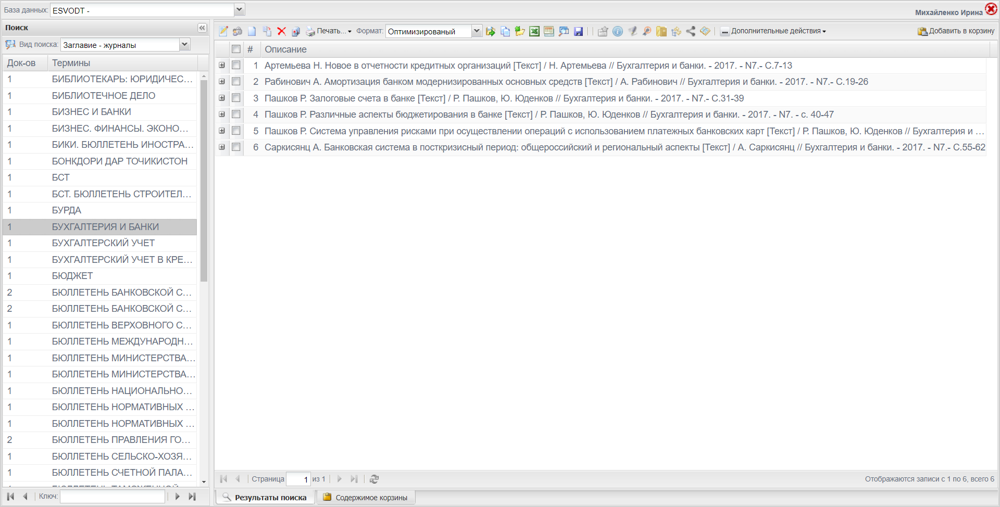 База данных: ESVODT -
Михайленко Ирина
Поиск
Вид поиска: Заглавие - журналы
Печать... Формат: Оптимизированый Дополнительные действия Добавить в корзину
Док-ов Термины
1 БИБЛИОТЕКАРЬ: ЮРИДИЧЕС...
1 БИБЛИОТЕЧНОЕ ДЕЛО
1 БИЗНЕС И БАНКИ
1 БИЗНЕС. ФИНАНСЫ. ЭКОНО...
1 БИКИ. БЮЛЛЕТЕНЬ ИНОСТРА...
1 БОНКДОРИ ДАР ТОЧИКИСТОН
1 БСТ
1 БСТ. БЮЛЛЕТЕНЬ СТРОИТЕЛ...
1 БУРДА
1 БУХГАЛТЕРИЯ И БАНКИ
1 БУХГАЛТЕРСКИЙ УЧЕТ
1 БУХГАЛТЕРСКИЙ УЧЕТ В КРЕ...
1 БЮДЖЕТ
2 БЮЛЛЕТЕНЬ БАНКОВСКОЙ С...
2 БЮЛЛЕТЕНЬ БАНКОВСКОЙ С...
1 БЮЛЛЕТЕНЬ ВЕРХОВНОГО С...
1 БЮЛЛЕТЕНЬ МЕЖДУНАРОДН...
1 БЮЛЛЕТЕНЬ МИНИСТЕРСТВА...
1 БЮЛЛЕТЕНЬ МИНИСТЕРСТВА...
1 БЮЛЛЕТЕНЬ НАЦИОНАЛЬНО...
1 БЮЛЛЕТЕНЬ НОРМАТИВНЫХ ...
1 БЮЛЛЕТЕНЬ НОРМАТИВНЫХ ...
2 БЮЛЛЕТЕНЬ ПРАВЛЕНИЯ ГО...
1 БЮЛЛЕТЕНЬ СЕЛЬСКО-ХОЗЯ...
1 БЮЛЛЕТЕНЬ СЧЕТНОЙ ПАЛА...
Ключ:
# Описание
1 Артемьева Н. Новое в отчетности кредитных организаций [Текст] / Н. Артемьева // Бухгалтерия и банки. - 2017. - N7.- С.7-13
2 Рабинович А. Амортизация банком модернизированных основных средств [Текст] / А. Рабинович // Бухгалтерия и банки. - 2017. - N7.- С.19-26
3 Пашков Р. Залоговые счета в банке [Текст] / Р. Пашков, Ю. Юденков // Бухгалтерия и банки. - 2017. - N7.- С.31-39
4 Пашков Р. Различные аспекты бюджетирования в банке [Текст] / Р. Пашков, Ю. Юденков // Бухгалтерия и банки. - 2017. - N7. - с. 40-47
5 Пашков Р. Система управления рисками при осуществлении операций с использованием платежных банковских карт [Текст] / Р. Пашков, Ю. Юденков // Бухгалтерия и ...
6 Саркисянц А. Банковская система в посткризисный период: общероссийский и региональный аспекты [Текст] / А. Саркисянц // Бухгалтерия и банки. - 2017. - N7.- С.55-62
Страница 1 из 1
Отображаются записи с 1 по 6, всего 6
Результаты поиска Содержимое корзины